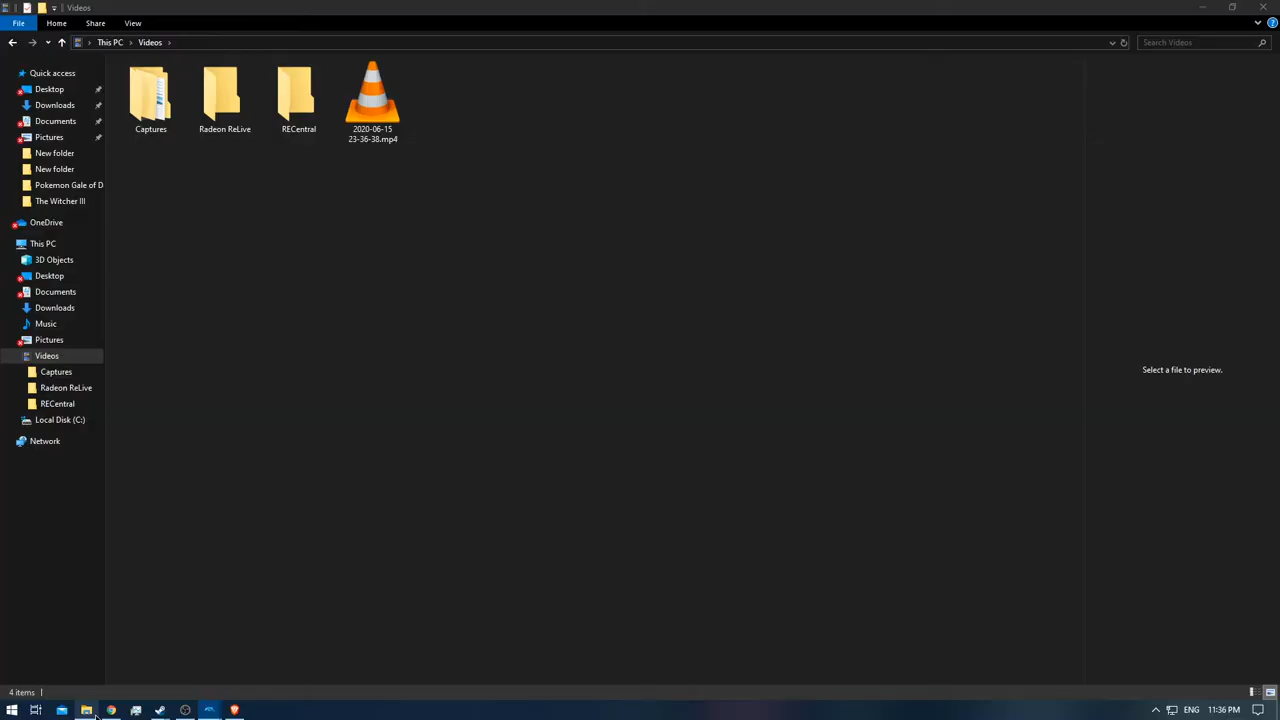 Videos
File Home Share View
This PC Videos
Search Videos
Quick access
Desktop
Downloads
Documents
Pictures
New folder
New folder
Pokemon Gale of D
The Witcher III
OneDrive
This PC
3D Objects
Desktop
Documents
Downloads
Music
Pictures
Videos
Captures
Radeon ReLive
RECentral
Local Disk (C:)
Network
Captures
Radeon ReLive
RECentral
2020-06-15
23-36-38.mp4
Select a file to preview.
4 items
ENG 11:36 PM